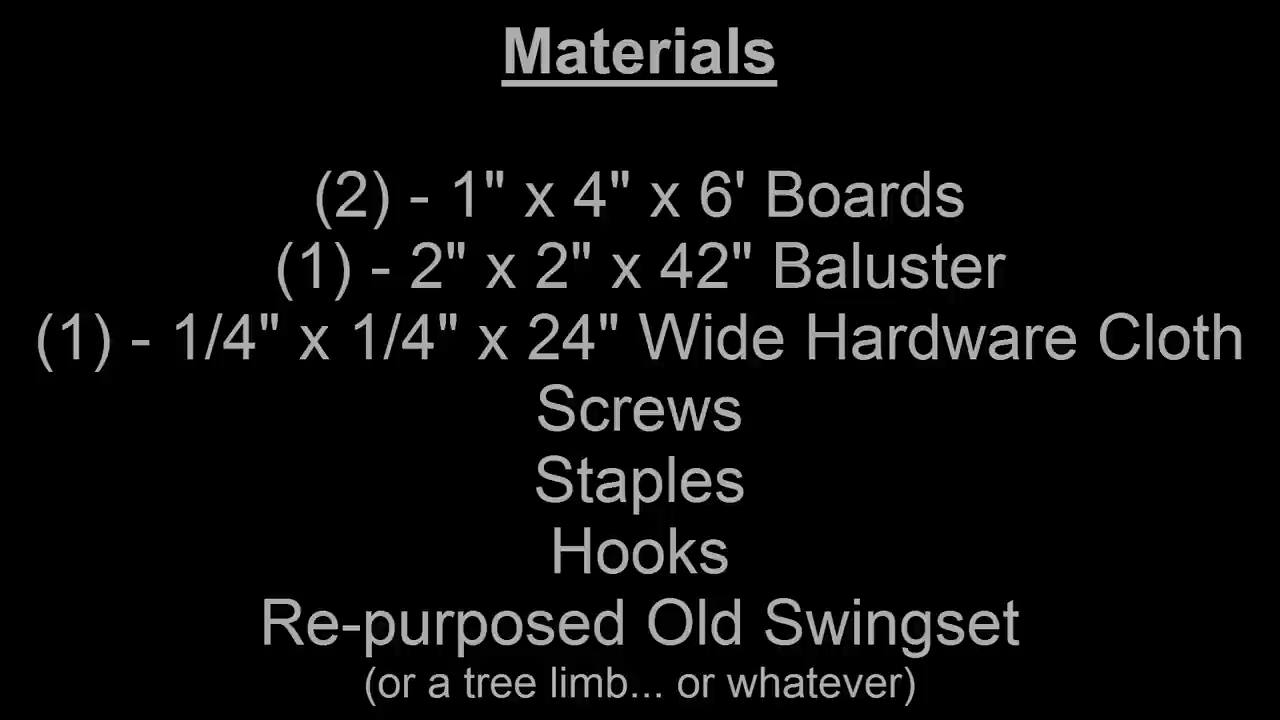 Materials
(2) - 1" x 4" x 6' Boards
(1) - 2" x 2" x 42" Baluster
(1) - 1/4" x 1/4" x 24" Wide Hardware Cloth
Screws
Staples
Hooks
Re-purposed Old Swingset
(or a tree limb... or whatever)